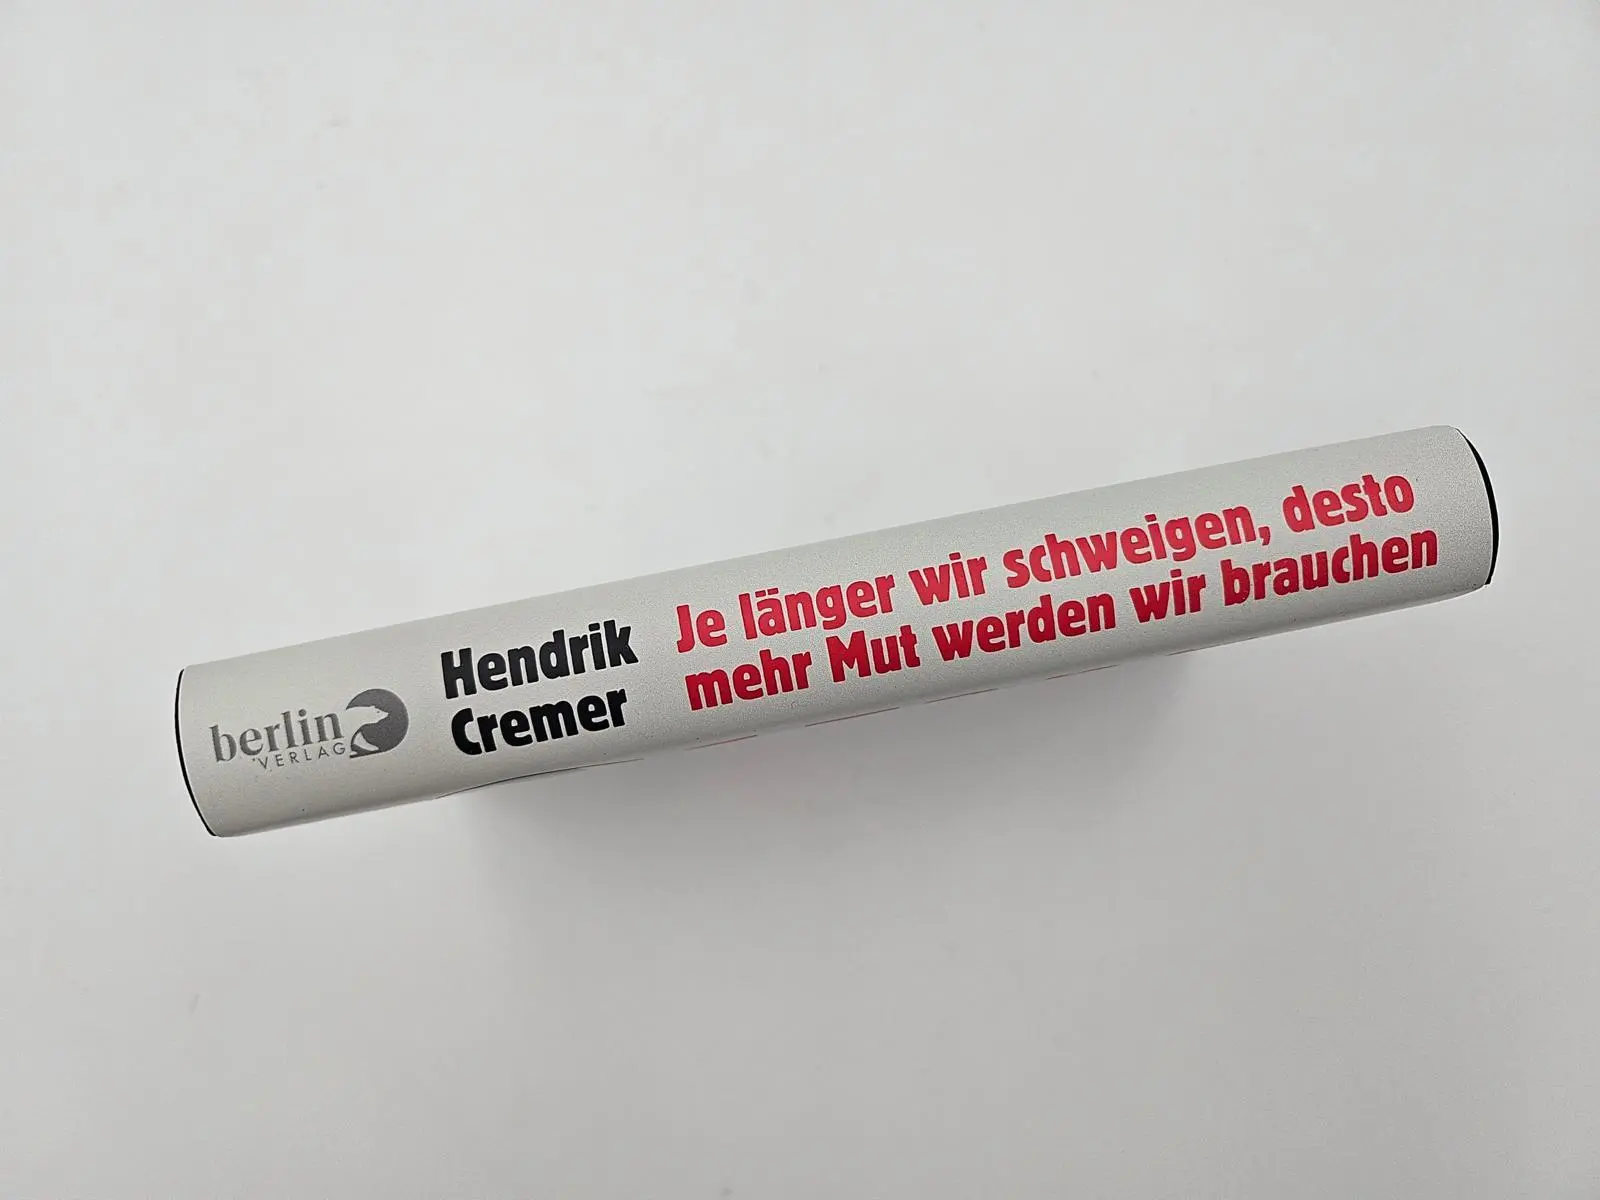 berlin
VERLAG
Hendrik
Cremer
Je länger wir schweigen, desto
mehr Mut werden wir brauchen